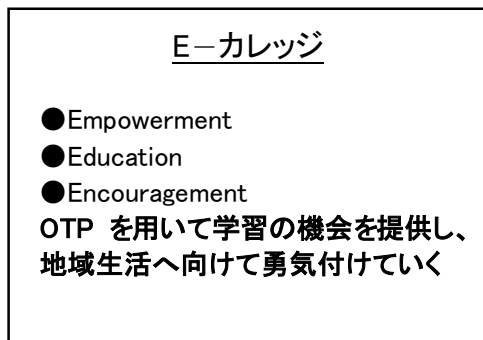 E－カレッジ
●Empowerment
●Education
●Encouragement
OTP を用いて学習の機会を提供し、
地域生活へ向けて勇気付けていく